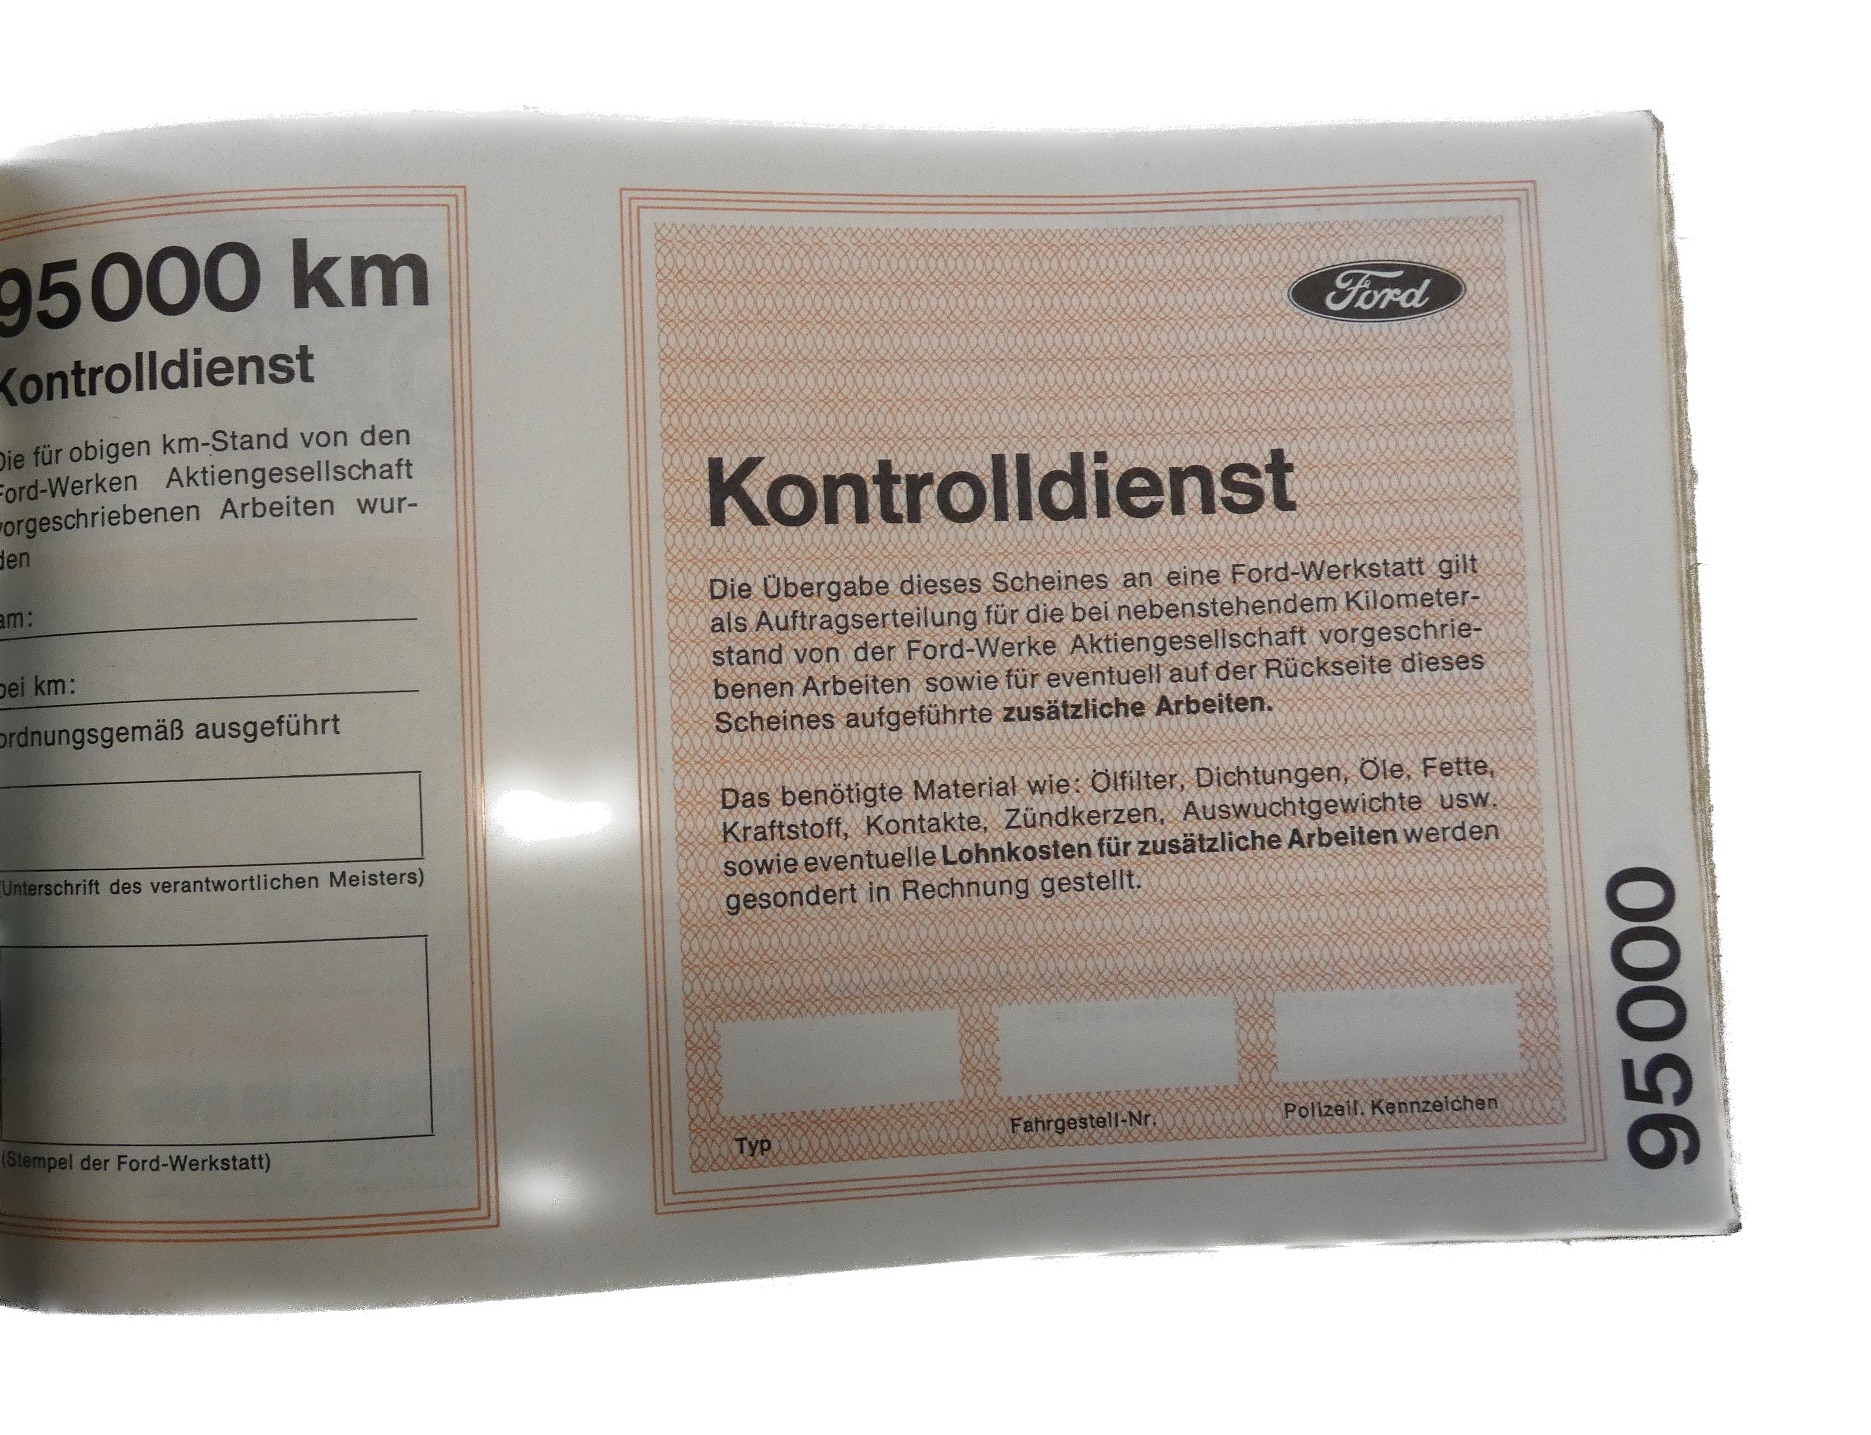 95000 km
Kontrolldienst
Die für obigen km-Stand von den
Ford-Werken Aktiengesellschaft
vorgeschriebenen Arbeiten wur-
den
am:
bei km:
ordnungsgemäß ausgeführt
(Unterschrift des verantwortlichen Meisters)
(Stempel der Ford-Werkstatt)
Ford
Kontrolldienst
Die Übergabe dieses Scheines an eine Ford-Werkstatt gilt
als Auftragserteilung für die bei nebenstehendem Kilometer-
stand von der Ford-Werke Aktiengesellschaft vorgeschrie-
benen Arbeiten sowie für eventuell auf der Rückseite dieses
Scheines aufgeführte zusätzliche Arbeiten.
Das benötigte Material wie: Ölfilter, Dichtungen, Öle, Fette,
Kraftstoff, Kontakte, Zündkerzen, Auswuchtgewichte usw.
sowie eventuelle Lohnkosten für zusätzliche Arbeiten werden
gesondert in Rechnung gestellt.
Typ
Fahrgestell-Nr.
Polizeil. Kennzeichen
95000